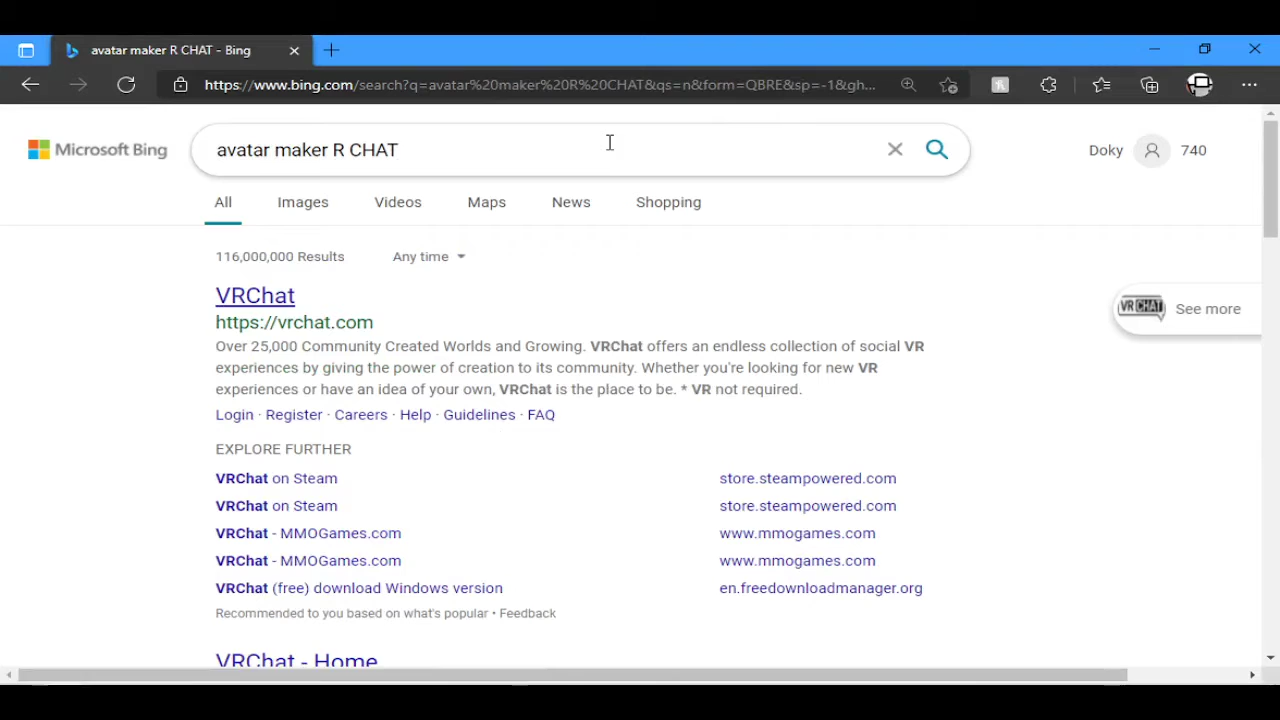 avatar maker R CHAT - Bing
https://www.bing.com/search?q=avatar%20maker%20R%20CHAT&qs=n&form=QBRE&sp=-1&gh...
Microsoft Bing
avatar maker R CHAT
Doky
740
All Images Videos Maps News Shopping
116,000,000 Results Any time
VRChat
https://vrchat.com
VR CHAT See more
Over 25,000 Community Created Worlds and Growing. VRChat offers an endless collection of social VR
experiences by giving the power of creation to its community. Whether you're looking for new VR
experiences or have an idea of your own, VRChat is the place to be. * VR not required.
Login · Register · Careers · Help · Guidelines · FAQ
EXPLORE FURTHER
VRChat on Steam store.steampowered.com
VRChat on Steam store.steampowered.com
VRChat - MMOGames.com www.mmogames.com
VRChat - MMOGames.com www.mmogames.com
VRChat (free) download Windows version en.freedownloadmanager.org
Recommended to you based on what's popular • Feedback
VRChat - Home